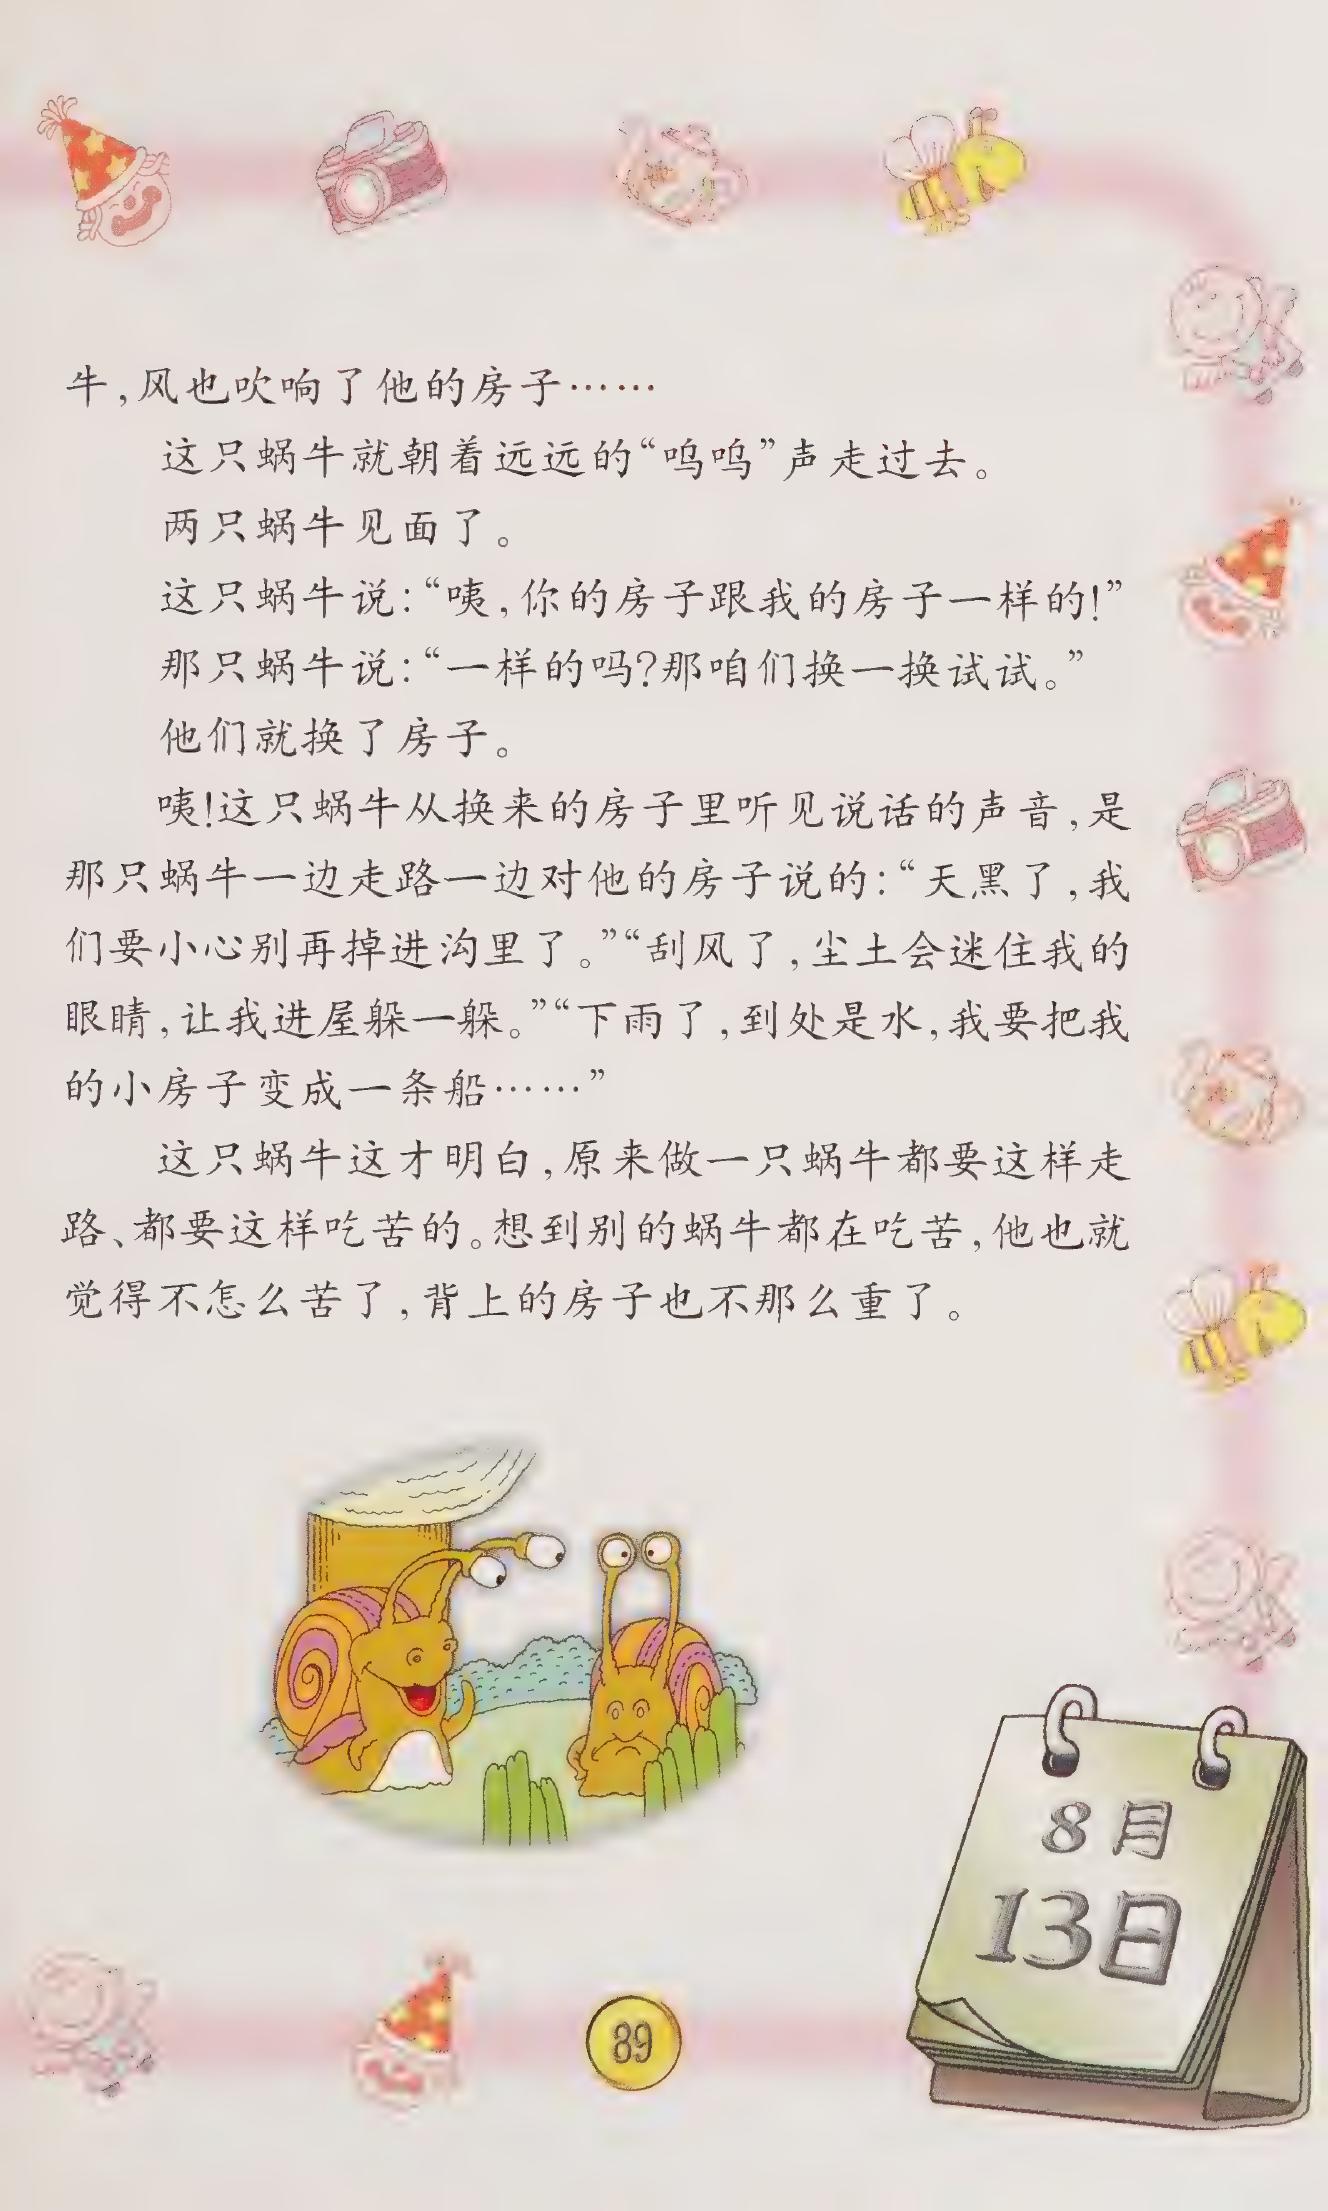 牛,风也吹响了他的房子……
这只蜗牛就朝着远远的“呜呜”声走过去。
两只蜗牛见面了。
这只蜗牛说:“咦,你的房子跟我的房子一样的!”
那只蜗牛说:“一样的吗?那咱们换一换试试。”
他们就换了房子。
咦!这只蜗牛从换来的房子里听见说话的声音,是
那只蜗牛一边走路一边对他的房子说的:“天黑了,我
们要小心别再掉进沟里了。”“刮风了,尘土会迷住我的
眼睛,让我进屋躲一躲。”“下雨了,到处是水,我要把我
的小房子变成一条船……”
这只蜗牛这才明白,原来做一只蜗牛都要这样走
路、都要这样吃苦的。想到别的蜗牛都在吃苦,他也就
觉得不怎么苦了,背上的房子也不那么重了。
8月
13日
89